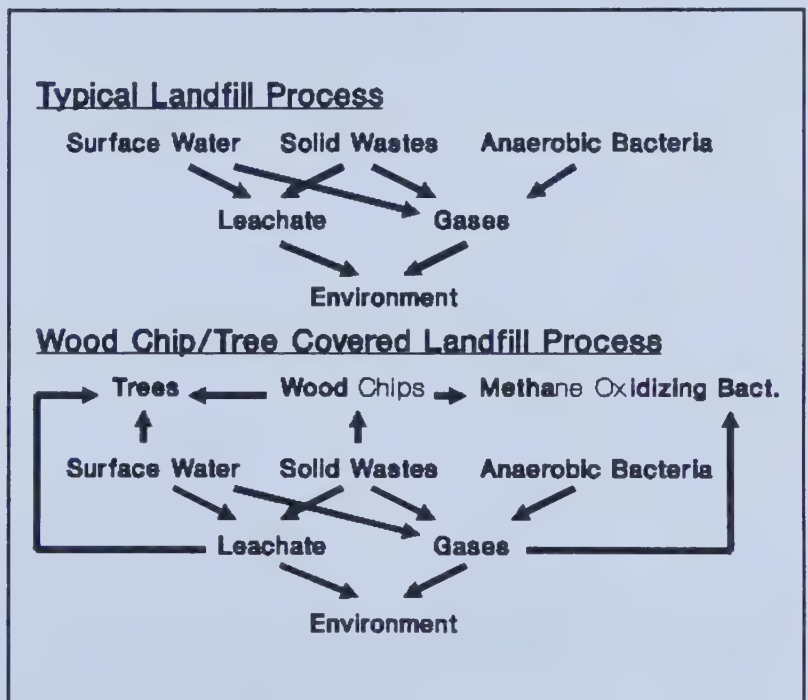 Typical Landfill Process
Surface Water Solid Wastes Anaerobic Bacteria
Leachate Gases
Environment
Wood Chip/Tree Covered Landfill Process
Trees Wood Chips Methane Oxidizing Bact.
Surface Water Solid Wastes Anaerobic Bacteria
Leachate Gases
Environment